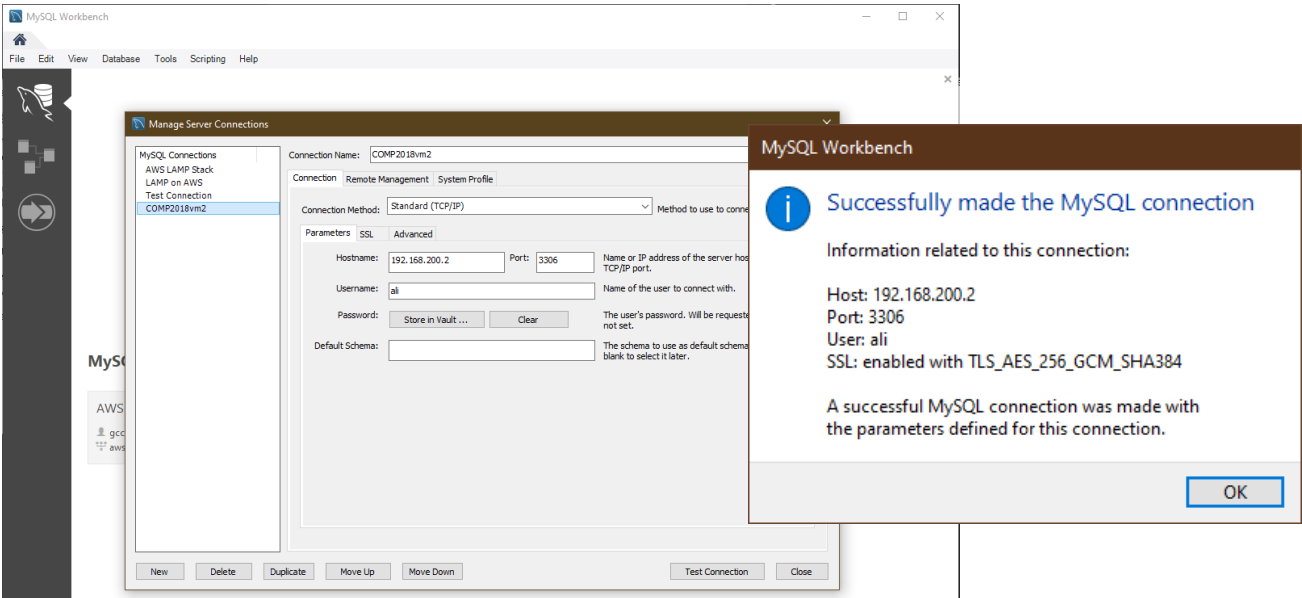 MySQL Workbench
File Edit View Database Tools Scripting Help
Manage Server Connections
MySQL Connections
AWS LAMP Stack
LAMP on AWS
Test Connection
COMP2018vm2
Connection Name: COMP2018vm2
Connection Remote Management System Profile
Connection Method: Standard (TCP/IP) Method to use to conne
Parameters SSL Advanced
Hostname: 192.168.200.2 Port: 3306 Name or IP address of the server hos
TCP/IP port.
Username: ali Name of the user to connect with.
Password: Store in Vault ... Clear The user's password. Will be requeste
not set.
Default Schema: The schema to use as default schema
blank to select it later.
New Delete Duplicate Move Up Move Down Test Connection Close
MyS
AWS
gcc
aws
MySQL Workbench
Successfully made the MySQL connection
Information related to this connection:
Host: 192.168.200.2
Port: 3306
User: ali
SSL: enabled with TLS_AES_256_GCM_SHA384
A successful MySQL connection was made with
the parameters defined for this connection.
OK